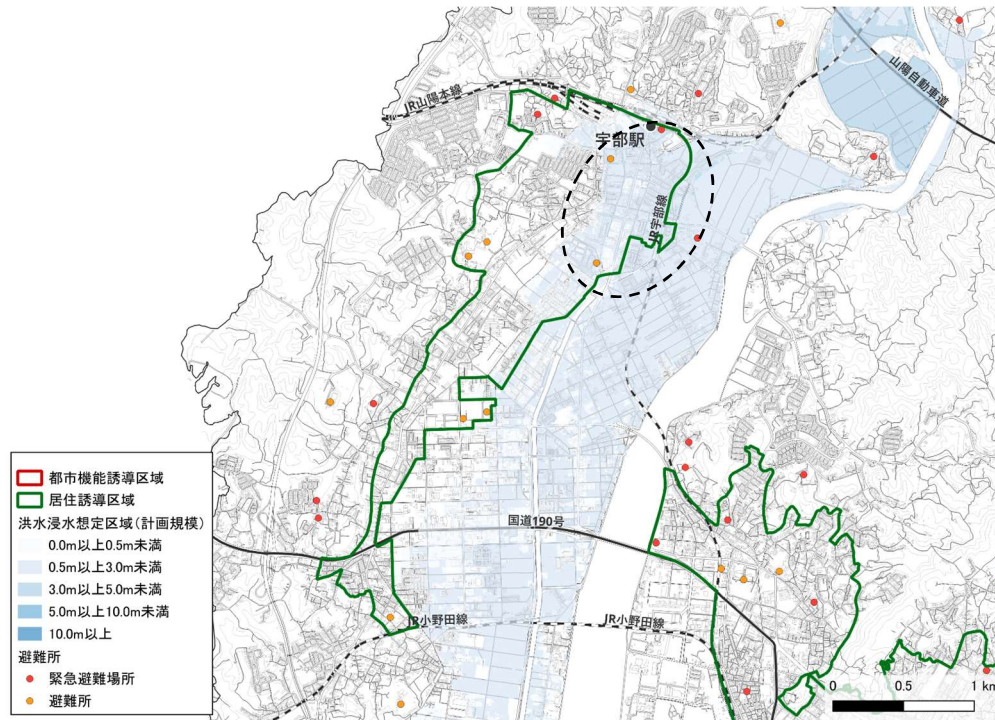 山陽自動車道
JR山陽本線
宇部駅
JR宇部線
国道190号
JR小野田線
JR小野田線
都市機能誘導区域
居住誘導区域
洪水浸水想定区域(計画規模)
0.0m以上0.5m未満
0.5m以上3.0m未満
3.0m以上5.0m未満
5.0m以上10.0m未満
10.0m以上
避難所
緊急避難場所
避難所
0 0.5 1 km